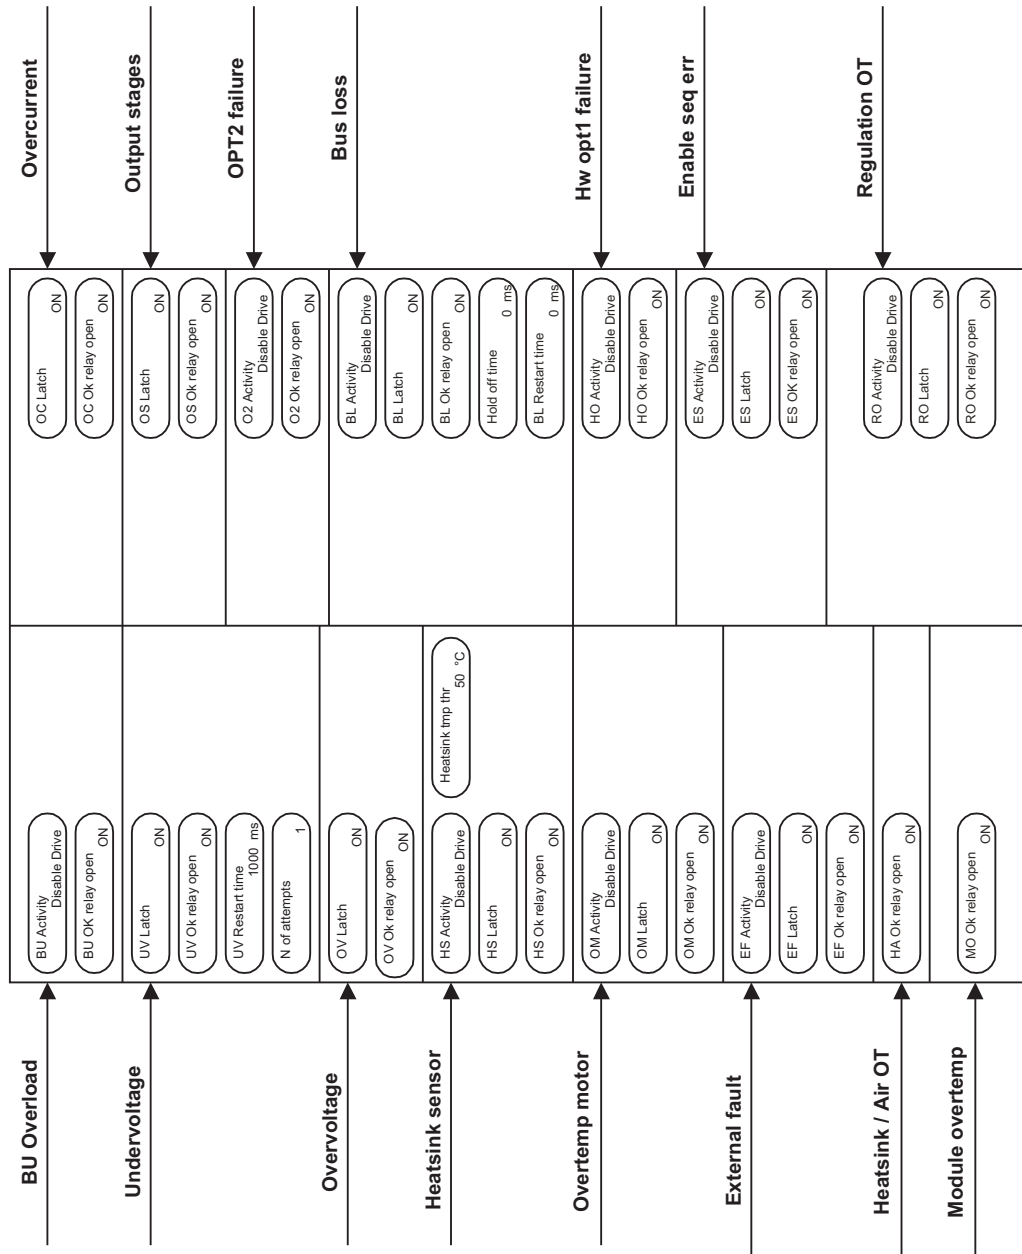 BU Overload
BU Activity
Disable Drive
BU OK relay open
ON
Undervoltage
UV Latch
ON
UV Ok relay open
ON
UV Restart time
1000 ms
N of attempts
1
Overvoltage
OV Latch
ON
OV Ok relay open
ON
Heatsink sensor
HS Activity
Disable Drive
HS Latch
ON
HS Ok relay open
ON
Heatsink tmp thr
50 °C
Overtemp motor
OM Activity
Disable Drive
OM Latch
ON
OM Ok relay open
ON
External fault
EF Activity
Disable Drive
EF Latch
ON
EF Ok relay open
ON
Heatsink / Air OT
HA Ok relay open
ON
Module overtemp
MO Ok relay open
ON
Overcurrent
OC Latch
ON
OC Ok relay open
ON
Output stages
OS Latch
ON
OS Ok relay open
ON
OPT2 failure
O2 Activity
Disable Drive
O2 Ok relay open
ON
Bus loss
BL Activity
Disable Drive
BL Latch
ON
BL Ok relay open
ON
Hold off time
0 ms
BL Restart time
0 ms
Hw opt1 failure
HO Activity
Disable Drive
HO Ok relay open
ON
Enable seq err
ES Activity
Disable Drive
ES Latch
ON
ES OK relay open
ON
Regulation OT
RO Activity
Disable Drive
RO Latch
ON
RO Ok relay open
ON